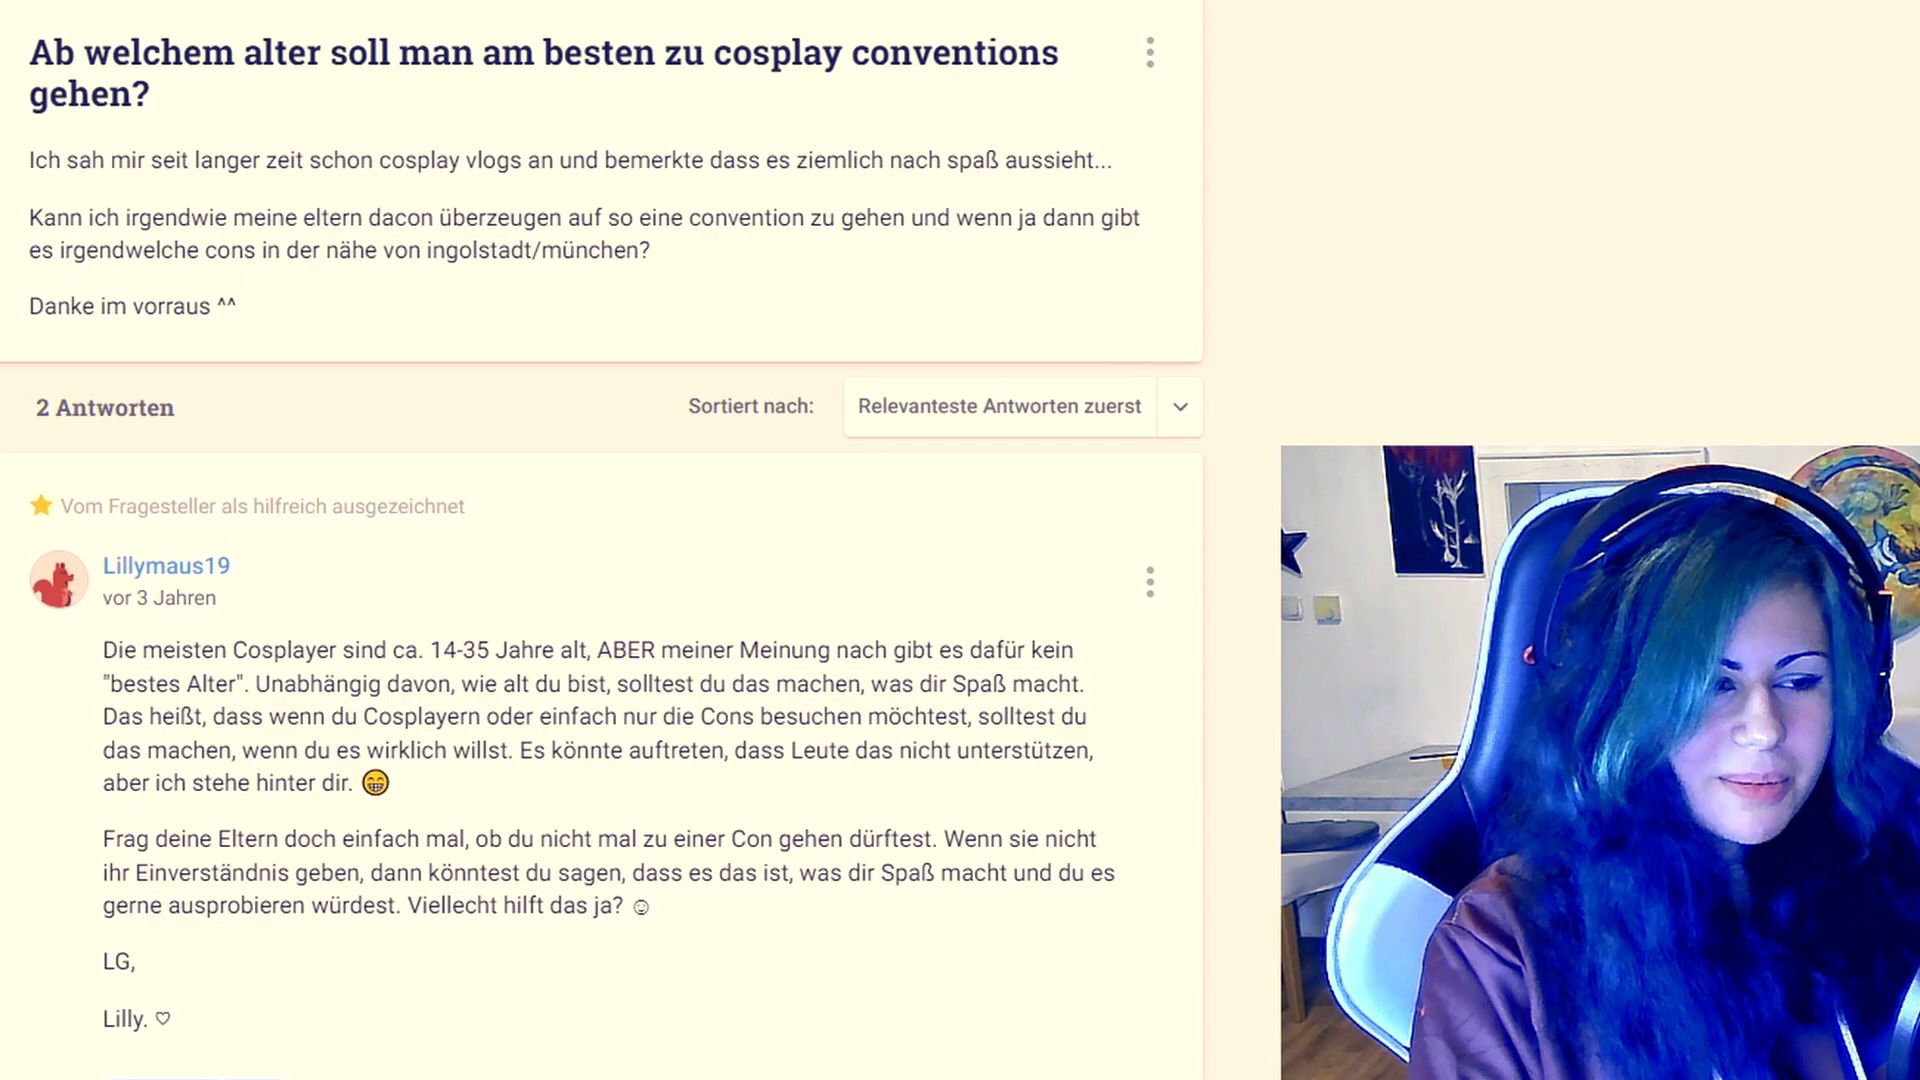 Ab welchem alter soll man am besten zu cosplay conventions
gehen?
Ich sah mir seit langer zeit schon cosplay vlogs an und bemerkte dass es ziemlich nach spaß aussieht...
Kann ich irgendwie meine eltern dacon überzeugen auf so eine convention zu gehen und wenn ja dann gibt
es irgendwelche cons in der nähe von ingolstadt/münchen?
Danke im vorraus ^^
2 Antworten
Sortiert nach: Relevanteste Antworten zuerst
Vom Fragesteller als hilfreich ausgezeichnet
Lillymaus19
vor 3 Jahren
Die meisten Cosplayer sind ca. 14-35 Jahre alt, ABER meiner Meinung nach gibt es dafür kein
"bestes Alter". Unabhängig davon, wie alt du bist, solltest du das machen, was dir Spaß macht.
Das heißt, dass wenn du Cosplayern oder einfach nur die Cons besuchen möchtest, solltest du
das machen, wenn du es wirklich willst. Es könnte auftreten, dass Leute das nicht unterstützen,
aber ich stehe hinter dir. 😁
Frag deine Eltern doch einfach mal, ob du nicht mal zu einer Con gehen dürftest. Wenn sie nicht
ihr Einverständnis geben, dann könntest du sagen, dass es das ist, was dir Spaß macht und du es
gerne ausprobieren würdest. Viellecht hilft das ja? ☺
LG,
Lilly. ♡